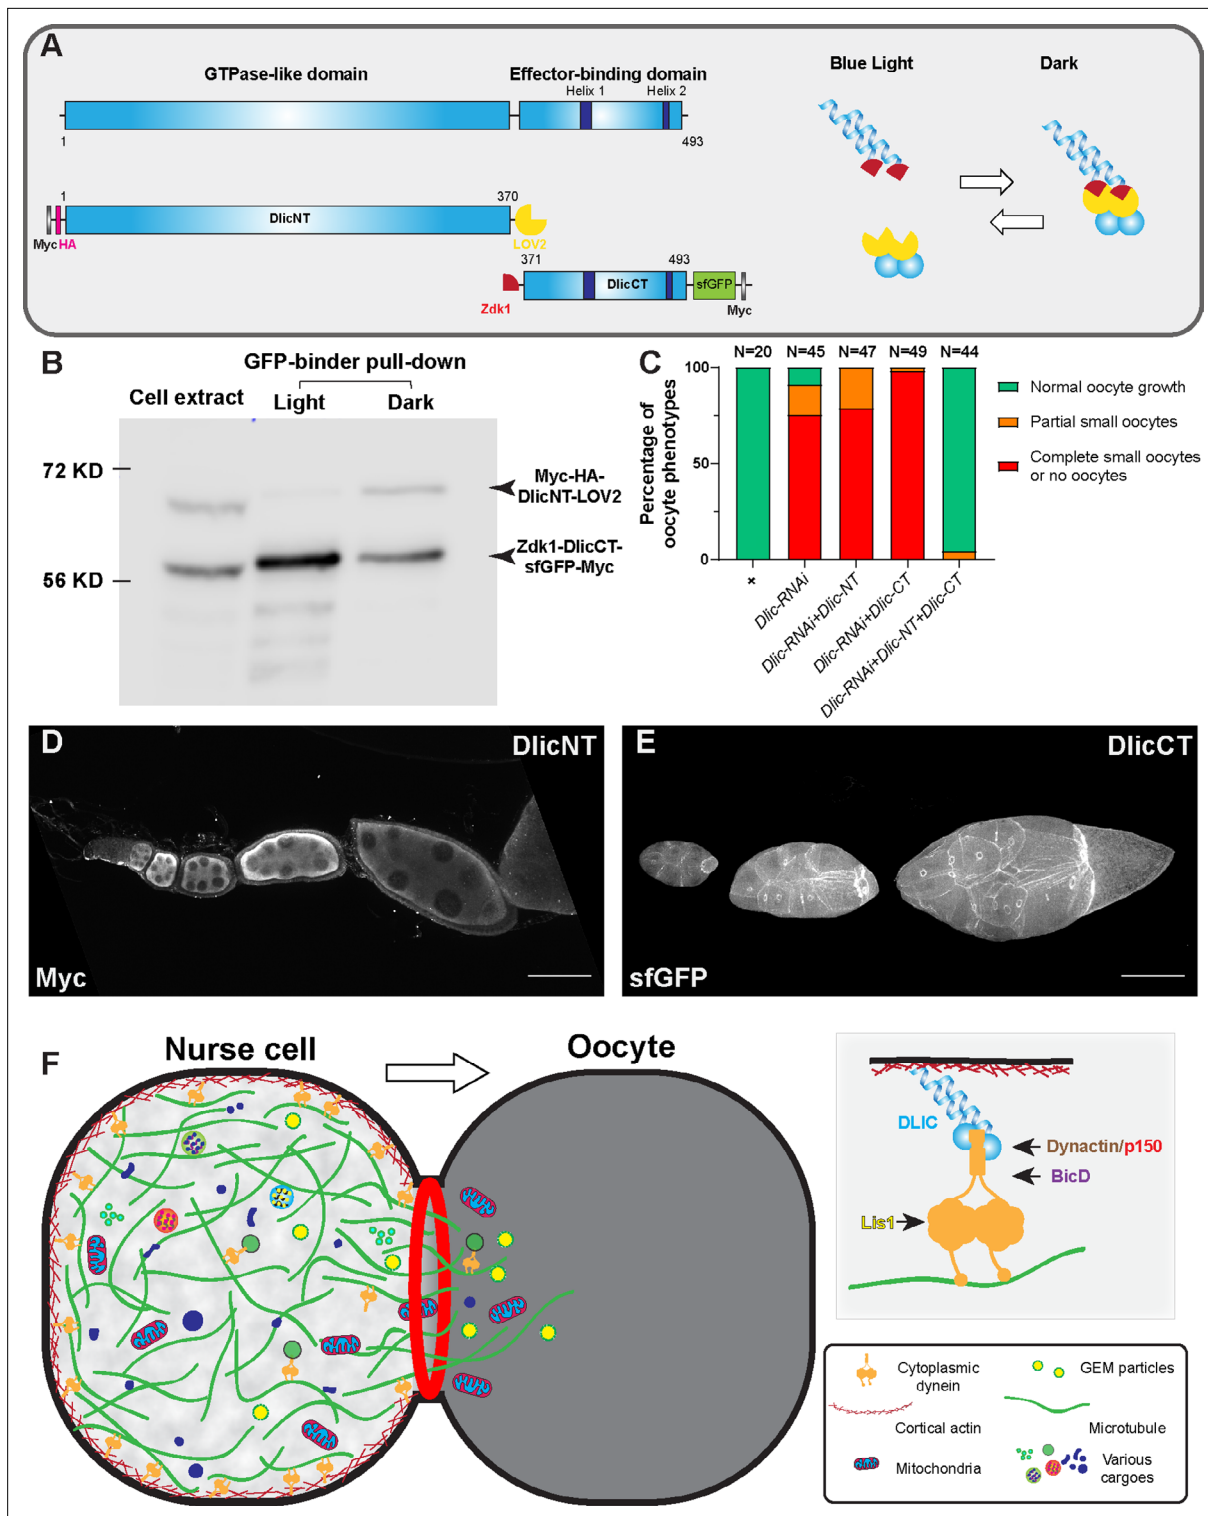 A
GTPase-like domain
Effector-binding domain
Helix 1
Helix 2
1
493
Blue Light
Dark
1
370
DlicNT
Myc
HA
LOV2
371
493
DlicCT
sfGFP
Zdk1
Myc
B
GFP-binder pull-down
Cell extract
Light
Dark
72 KD
56 KD
Myc-HA-
DlicNT-LOV2
Zdk1-DlicCT-
sfGFP-Myc
C
N=20
N=45
N=47
N=49
N=44
100
50
0
Percentage of
oocyte phenotypes
+
Dlic-RNAi
Dlic-RNAi+Dlic-NT
Dlic-RNAi+Dlic-CT
Dlic-RNAi+Dlic-NT+Dlic-CT
Normal oocyte growth
Partial small oocytes
Complete small oocytes
or no oocytes
D
DlicNT
Myc
E
DlicCT
sfGFP
F
Nurse cell
Oocyte
DLIC
Dynactin/p150
BicD
Lis1
Cytoplasmic
dynein
GEM particles
Cortical actin
Microtubule
Mitochondria
Various
cargoes